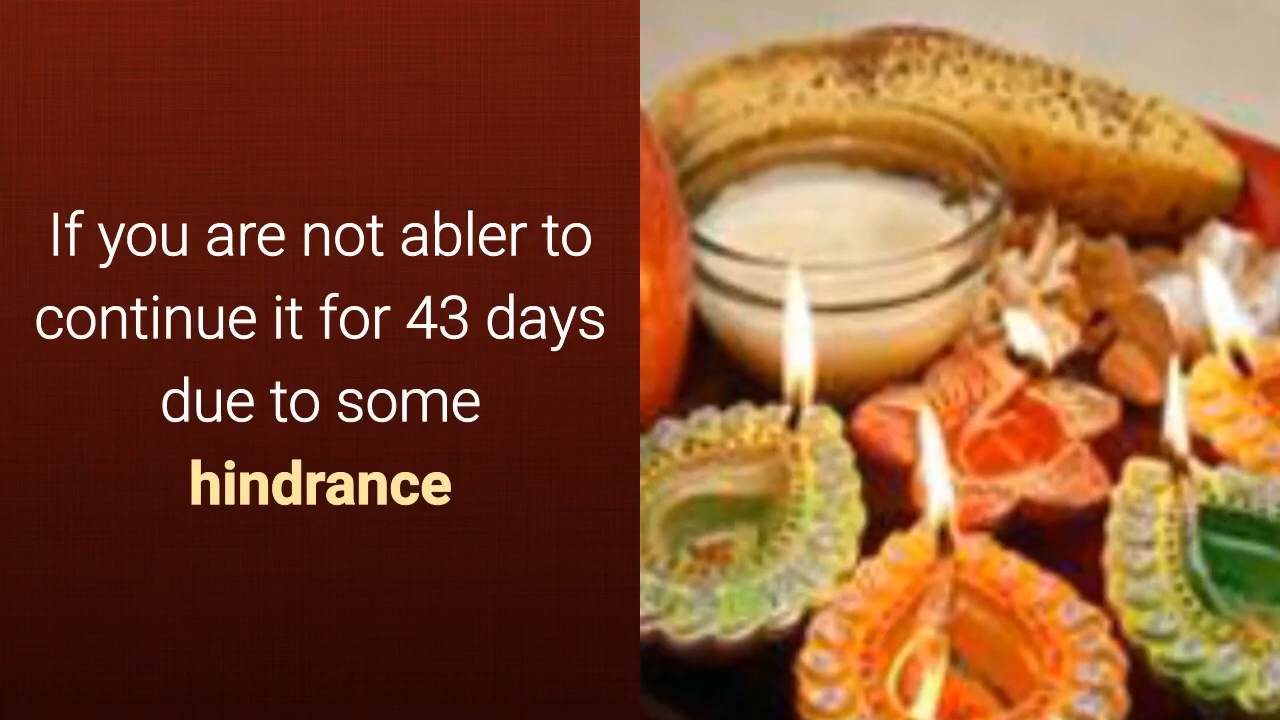 If you are not abler to
continue it for 43 days
due to some
hindrance